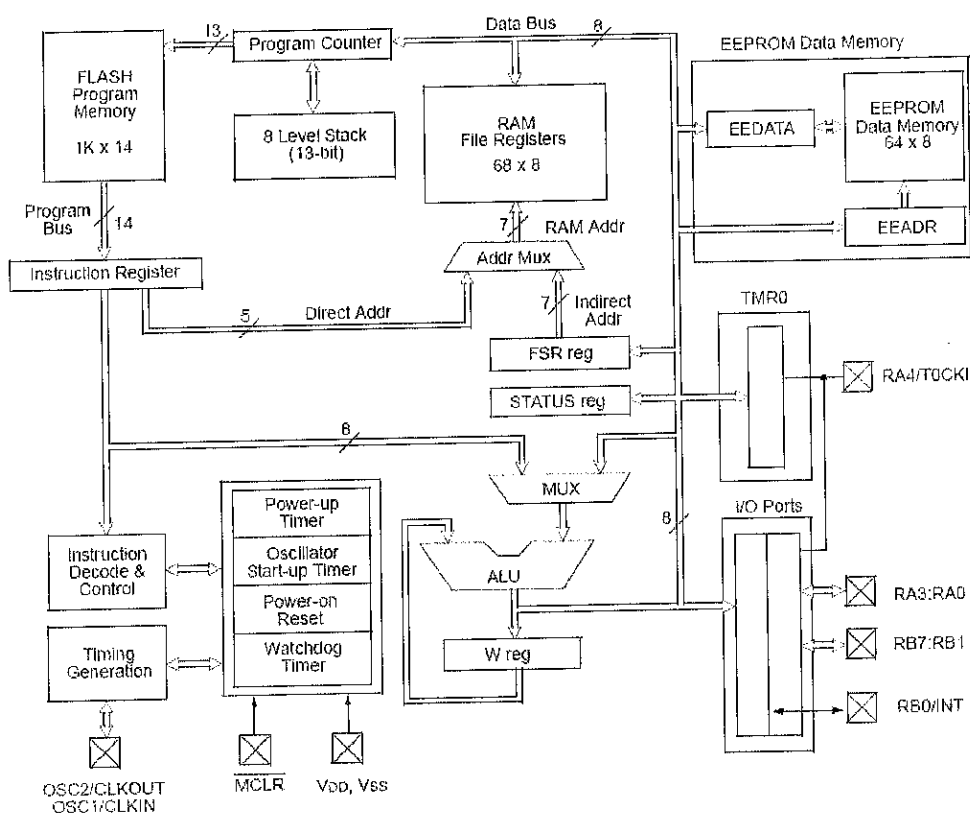 Data Bus
8
13
Program Counter
EEPROM Data Memory
FLASH
Program
Memory
1K x 14
8 Level Stack
(13-bit)
RAM
File Registers
68 x 8
EEDATA
EEPROM
Data Memory
64 x 8
EEADR
Program
Bus
14
7
RAM Addr
Addr Mux
Instruction Register
5
Direct Addr
7
Indirect
Addr
TMR0
FSR reg
RA4/T0CKI
STATUS reg
8
MUX
8
I/O Ports
Power-up
Timer
Instruction
Decode &
Control
Oscillator
Start-up Timer
ALU
Power-on
Reset
RA3:RA0
Timing
Generation
Watchdog
Timer
W reg
RB7:RB1
RB0/INT
OSC2/CLKOUT
OSC1/CLKIN
MCLR
VDD, VSS